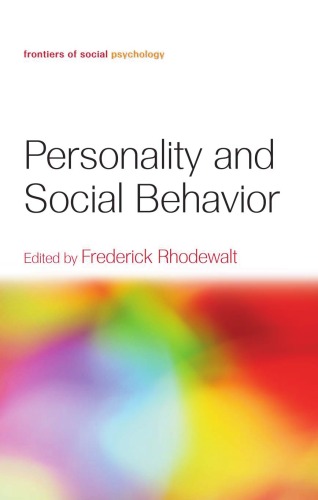 frontiers of social psychology
Personality and
Social Behavior
Edited by Frederick Rhodewalt